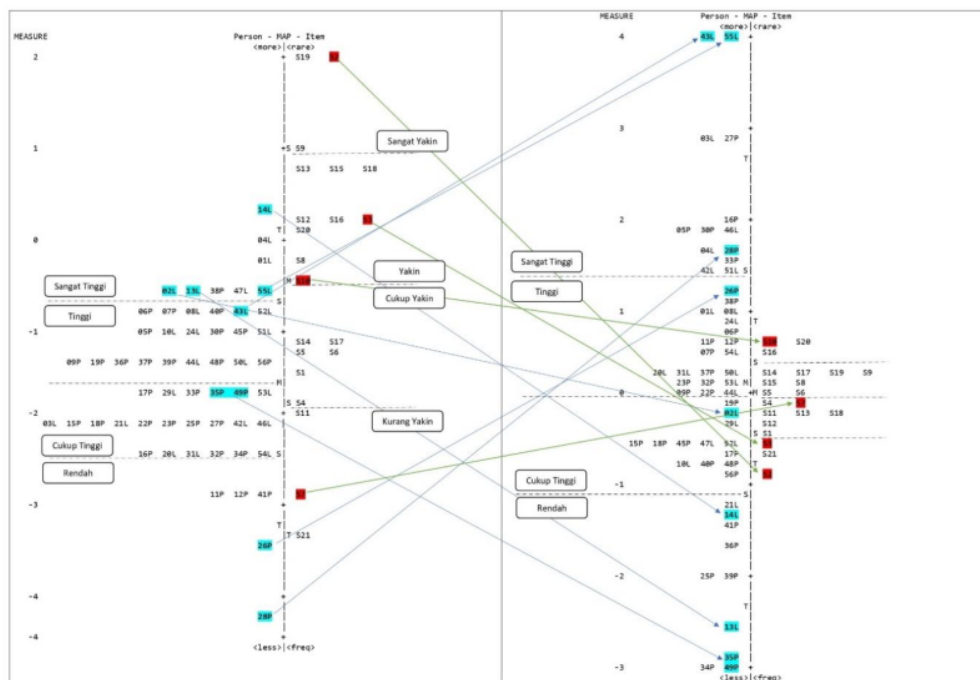 MEASURE Person - MAP - Item
<more>|<rare>
2 + S19
1 +S S9
Sangat Yakin
S13 S15 S18
14L
S12 S16
T S20
0 04L +
01L S8
Yakin
Sangat Tinggi 02L 13L 38P 47L 55L M
Cukup Yakin
S
Tinggi 06P 07P 08L 40P 43L 52L
-1 05P 10L 24L 30P 45P 51L +
S14 S17
S5 S6
09P 19P 36P 37P 39P 44L 48P 50L 56P
S1
M
17P 29L 33P 35P 49P 53L
S S4
-2 + S11
03L 15P 18P 21L 22P 23P 25P 27P 42L 46L
Kurang Yakin
Cukup Tinggi
16P 20L 31L 32P 34P 54L S
Rendah
11P 12P 41P
-3 +
T
T S21
26P
-4 +
28P
-4 +
<less>|<freq>
MEASURE Person - MAP - Item
<more>|<rare>
4 43L 55L +
3 +
03L 27P
T
2 16P +
05P 30P 46L
04L 28P
33P
Sangat Tinggi
42L 51L S
Tinggi 26P
38P
1 01L 08L +
24L T
06P
11P 12P S20
07P 54L S16
S
20L 31L 37P 50L S14 S17 S19 S9
23P 32P 53L M S15 S8
0 09P 22P 44L +M S5 S6
19P S4
02L S11 S13 S18
29L S12
S S1
15P 18P 45P 47L 52L
17P S21
10L 40P 48P T
56P
Cukup Tinggi
-1 +
S
Rendah
21L
14L
41P
36P
-2 25P 39P +
T
13L
35P
-3 34P 49P +
<less>|<freq>